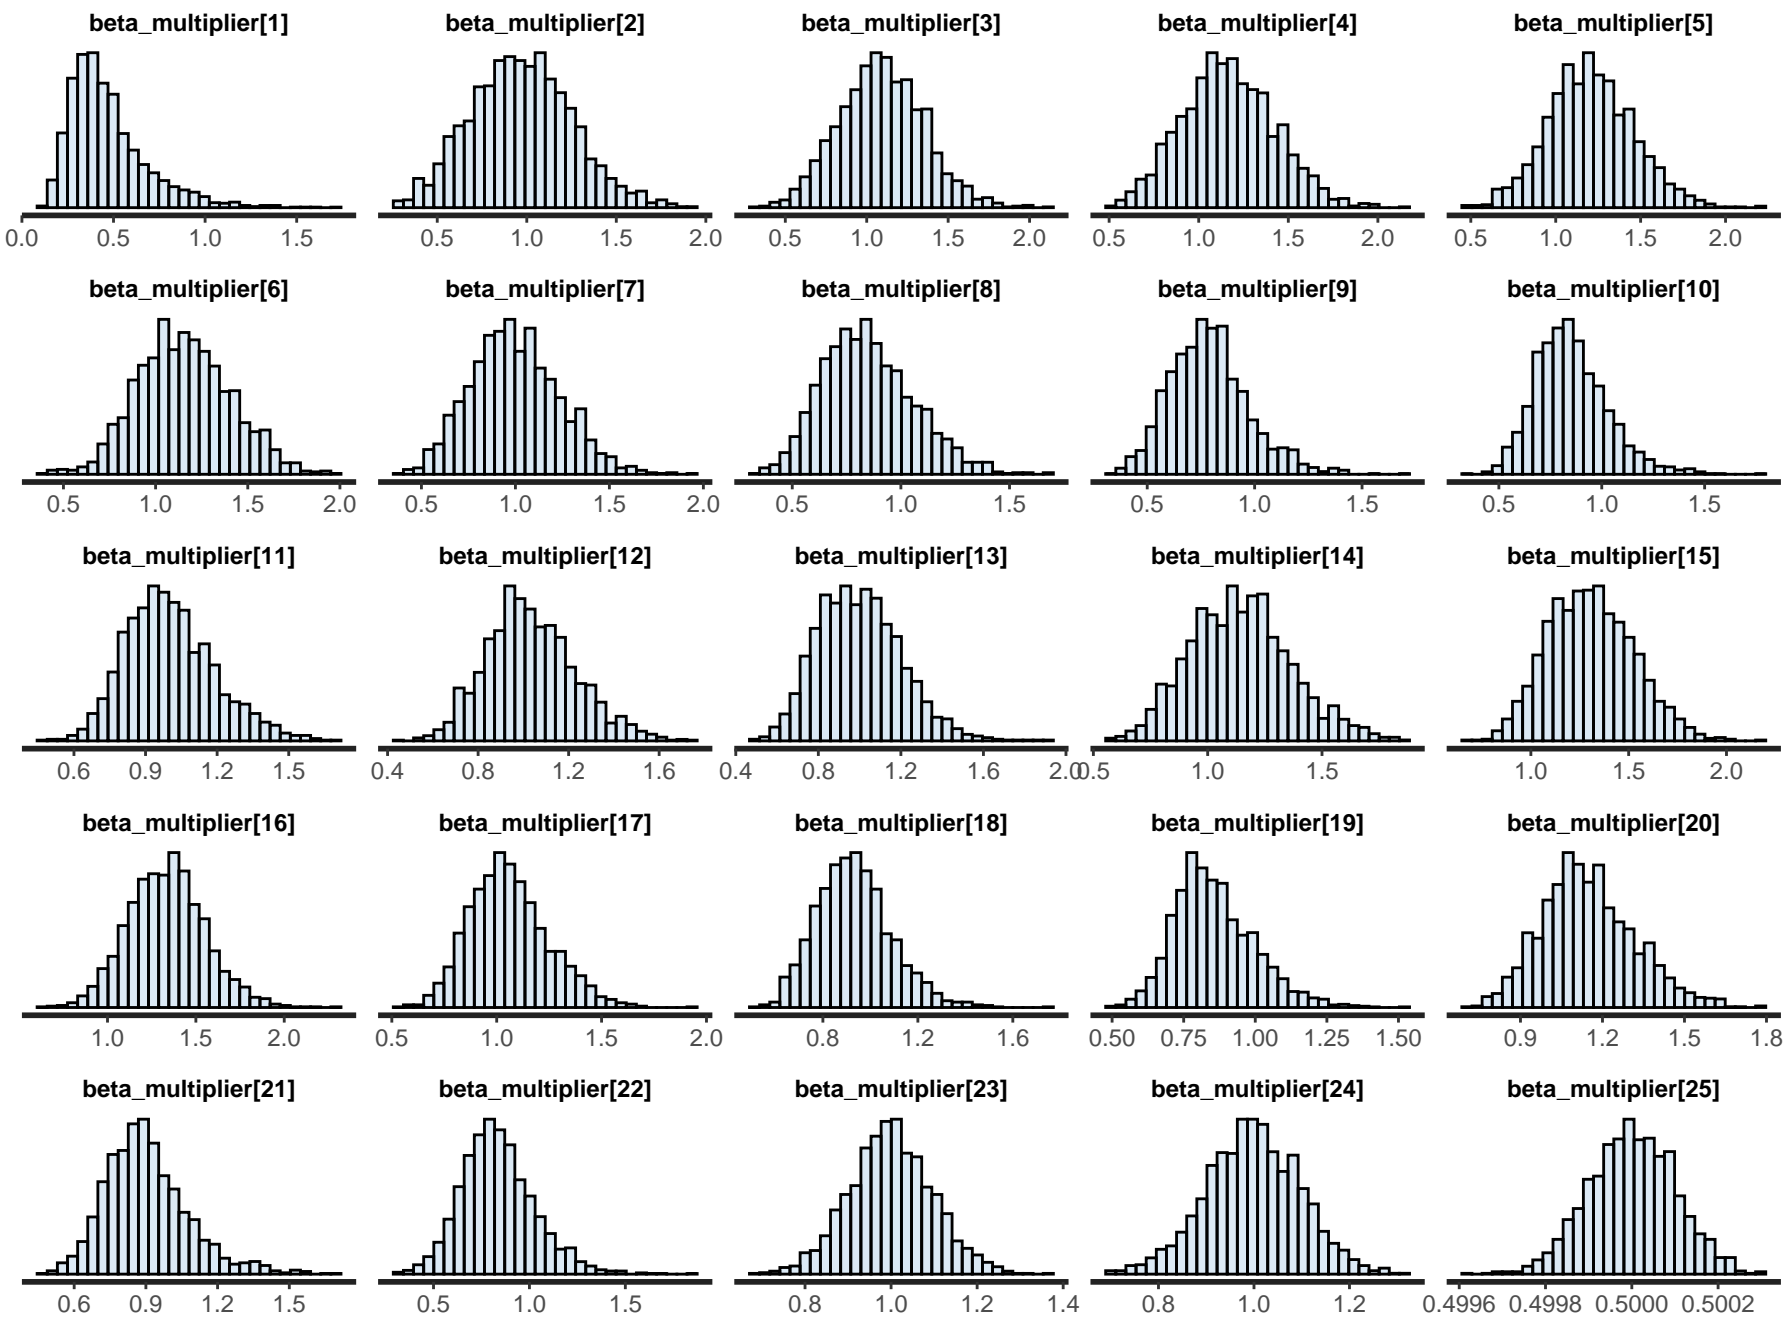 beta_multiplier[1] beta_multiplier[2] beta_multiplier[3] beta_multiplier[4] beta_multiplier[5]
0.0 0.5 1.0 1.5 0.5 1.0 1.5 2.0 0.5 1.0 1.5 2.0 0.5 1.0 1.5 2.0 0.5 1.0 1.5 2.0
beta_multiplier[6] beta_multiplier[7] beta_multiplier[8] beta_multiplier[9] beta_multiplier[10]
0.5 1.0 1.5 2.0 0.5 1.0 1.5 2.0 0.5 1.0 1.5 0.5 1.0 1.5 0.5 1.0 1.5
beta_multiplier[11] beta_multiplier[12] beta_multiplier[13] beta_multiplier[14] beta_multiplier[15]
0.6 0.9 1.2 1.5 0.4 0.8 1.2 1.6 0.4 0.8 1.2 1.6 2.0 0.5 1.0 1.5 1.0 1.5 2.0
beta_multiplier[16] beta_multiplier[17] beta_multiplier[18] beta_multiplier[19] beta_multiplier[20]
1.0 1.5 2.0 0.5 1.0 1.5 2.0 0.8 1.2 1.6 0.50 0.75 1.00 1.25 1.50 0.9 1.2 1.5 1.8
beta_multiplier[21] beta_multiplier[22] beta_multiplier[23] beta_multiplier[24] beta_multiplier[25]
0.6 0.9 1.2 1.5 0.5 1.0 1.5 0.8 1.0 1.2 1.4 0.8 1.0 1.2 0.4996 0.4998 0.5000 0.5002